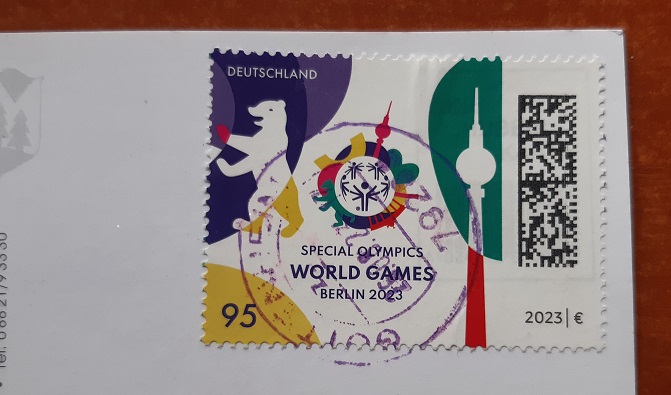 DEUTSCHLAND
SPECIAL OLYMPICS
WORLD GAMES
BERLIN 2023
95
2023 | €